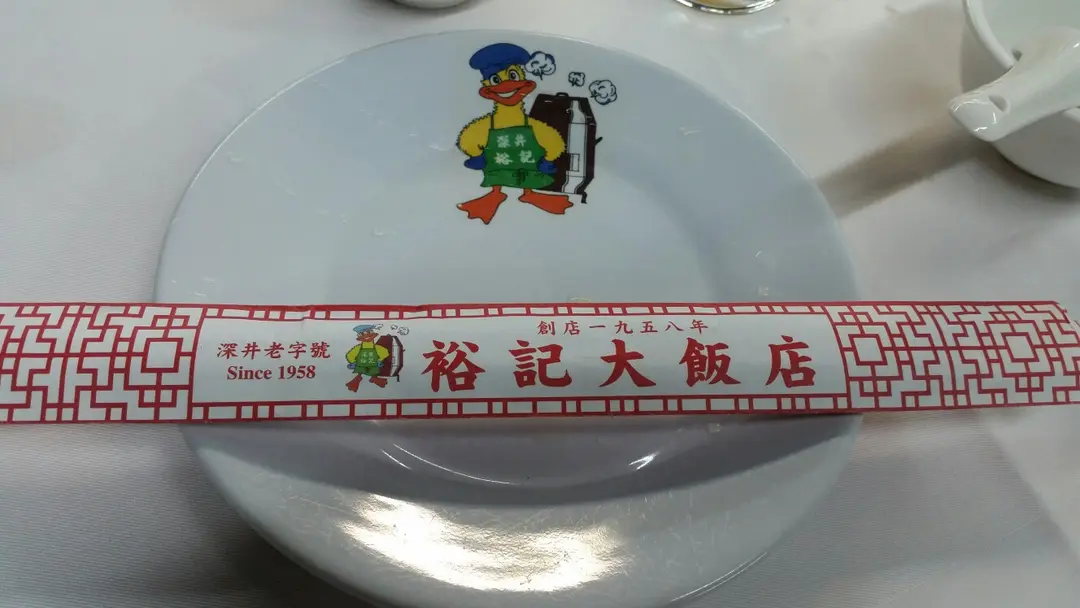 深井
裕記
創店一九五八年
深井老字號
Since 1958
裕記大飯店